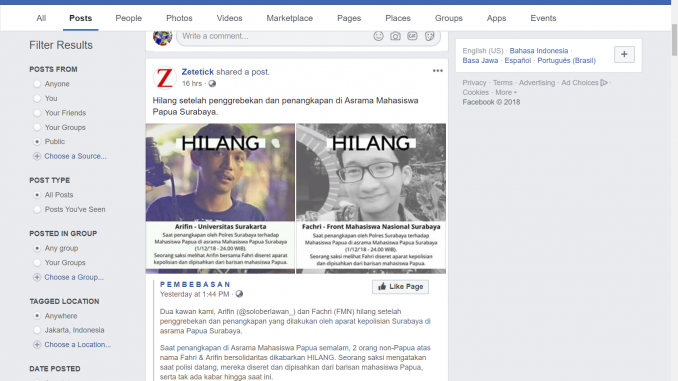 All Posts People Photos Videos Marketplace Pages Places Groups Apps Events
Filter Results
POSTS FROM
Anyone
You
Your Friends
Your Groups
Public
Choose a Source...
POST TYPE
All Posts
Posts You've Seen
POSTED IN GROUP
Any group
Your Groups
Choose a Group...
TAGGED LOCATION
Anywhere
Jakarta, Indonesia
Choose a Location...
DATE POSTED
Write a comment...
Z
Zetetick shared a post.
16 hrs ·
Hilang setelah penggrebekan dan penangkapan di Asrama Mahasiswa
Papua Surabaya.
HILANG
Arifin - Universitas Surakarta
Saat penangkapan oleh Polres Surabaya terhadap
Mahasiswa Papua di asrama Mahasiswa Papua Surabaya
(1/12/18 - 24.00 WIB).
Seorang saksi melihat Arifin bersama Fahri diseret aparat
kepolisian dan dipisahkan dari barisan mahasiswa Papua.
HILANG
Fachri - Front Mahasiswa Nasional Surabaya
Saat penangkapan oleh Polres Surabaya terhadap
Mahasiswa Papua di asrama Mahasiswa Papua Surabaya
(1/12/18 - 24.00 WIB).
Seorang saksi melihat Arifin bersama Fahri diseret aparat
kepolisian dan dipisahkan dari barisan mahasiswa Papua.
PEMBEBASAN
Yesterday at 1:44 PM ·
Like Page
Dua kawan kami, Arifin (@soloberlawan_) dan Fachri (FMN) hilang setelah
penggrebekan dan penangkapan yang dilakukan oleh aparat kepolisian Surabaya di
asrama Papua Surabaya.
Saat penangkapan di Asrama Mahasiswa Papua semalam, 2 orang non-Papua atas
nama Fahri & Arifin bersolidaritas dikabarkan HILANG. Seorang saksi mengatakan
saat polisi datang, mereka diseret dan dipisahkan dari barisan mahasiswa Papua,
serta tak ada kabar hingga saat ini.
English (US) · Bahasa Indonesia ·
Basa Jawa · Español · Português (Brasil)
Privacy · Terms · Advertising · Ad Choices ·
Cookies · More
Facebook © 2018